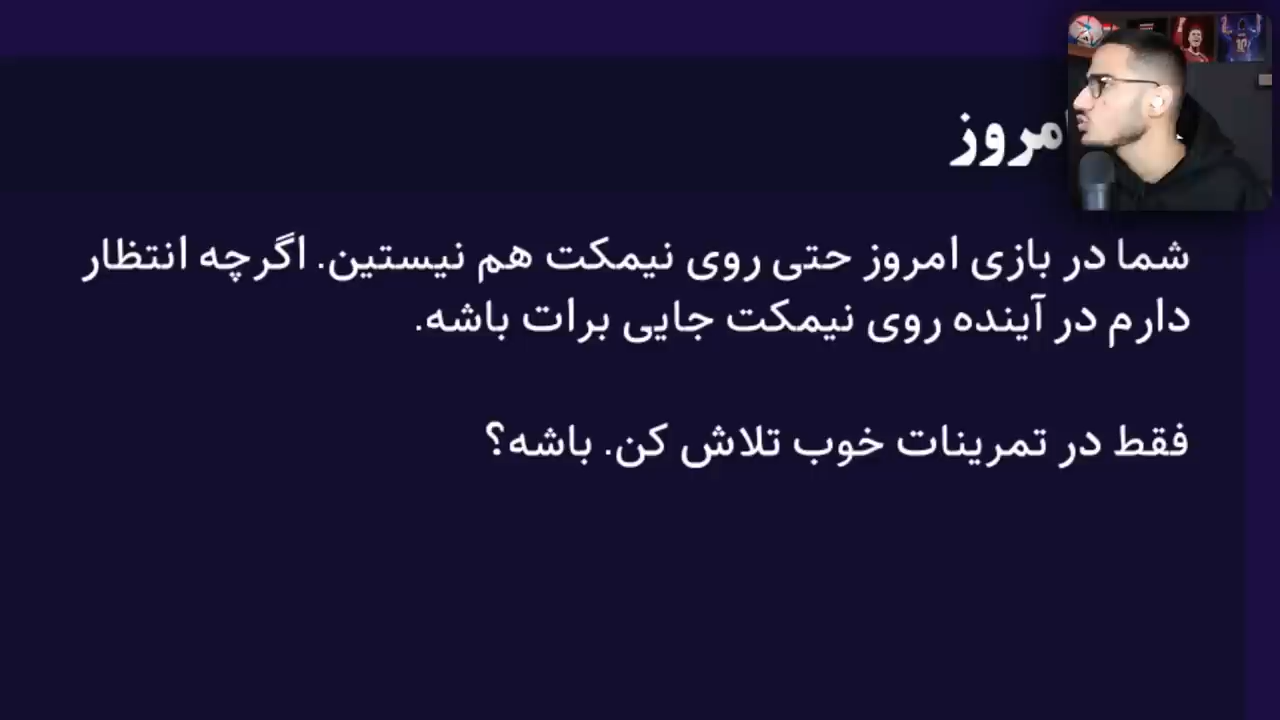 امروز
شما در بازی امروز حتی روی نیمکت هم نیستین. اگرچه انتظار
دارم در آینده روی نیمکت جایی برات باشه.
فقط در تمرینات خوب تلاش کن. باشه؟
10